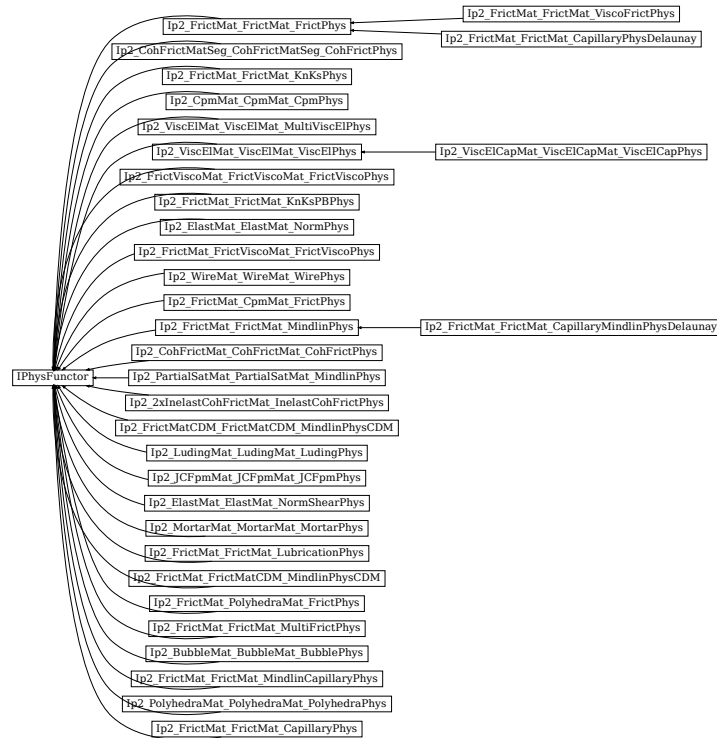 Ip2_FrictMat_FrictMat_ViscoFrictPhys
Ip2_FrictMat_FrictMat_FrictPhys
Ip2_FrictMat_FrictMat_CapillaryPhysDelaunay
Ip2_CohFrictMatSeg_CohFrictMatSeg_CohFrictPhys
Ip2_FrictMat_FrictMat_KnKsPhys
Ip2_CpmMat_CpmMat_CpmPhys
Ip2_ViscElMat_ViscElMat_MultiViscElPhys
Ip2_ViscElMat_ViscElMat_ViscElPhys
Ip2_ViscElCapMat_ViscElCapMat_ViscElCapPhys
Ip2_FrictViscoMat_FrictViscoMat_FrictViscoPhys
Ip2_FrictMat_FrictMat_KnKsPBPhys
Ip2_ElastMat_ElastMat_NormPhys
Ip2_FrictMat_FrictViscoMat_FrictViscoPhys
Ip2_WireMat_WireMat_WirePhys
Ip2_FrictMat_CpmMat_FrictPhys
Ip2_FrictMat_FrictMat_MindlinPhys
Ip2_FrictMat_FrictMat_CapillaryMindlinPhysDelaunay
Ip2_CohFrictMat_CohFrictMat_CohFrictPhys
IPhysFunctor
Ip2_PartialSatMat_PartialSatMat_MindlinPhys
Ip2_2xInelastCohFrictMat_InelastCohFrictPhys
Ip2_FrictMatCDM_FrictMatCDM_MindlinPhysCDM
Ip2_LudingMat_LudingMat_LudingPhys
Ip2_JCFpmMat_JCFpmMat_JCFpmPhys
Ip2_ElastMat_ElastMat_NormShearPhys
Ip2_MortarMat_MortarMat_MortarPhys
Ip2_FrictMat_FrictMat_LubricationPhys
Ip2_FrictMat_FrictMatCDM_MindlinPhysCDM
Ip2_FrictMat_PolyhedraMat_FrictPhys
Ip2_FrictMat_FrictMat_MultiFrictPhys
Ip2_BubbleMat_BubbleMat_BubblePhys
Ip2_FrictMat_FrictMat_MindlinCapillaryPhys
Ip2_PolyhedraMat_PolyhedraMat_PolyhedraPhys
Ip2_FrictMat_FrictMat_CapillaryPhys